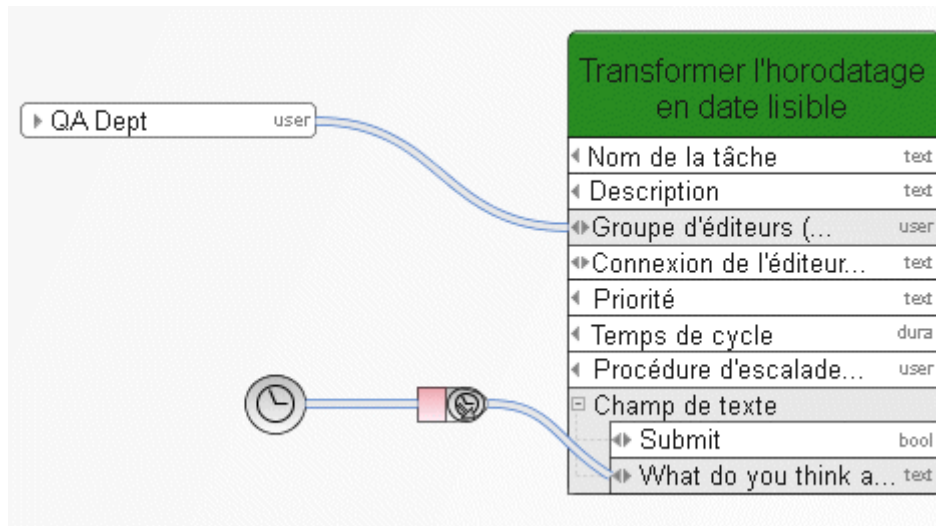 Transformer l'horodatage
en date lisible
QA Dept user
Nom de la tâche text
Description text
Groupe d'éditeurs (... user
Connexion de l'éditeur... text
Priorité text
Temps de cycle dura
Procédure d'escalade... user
Champ de texte
Submit bool
What do you think a... text